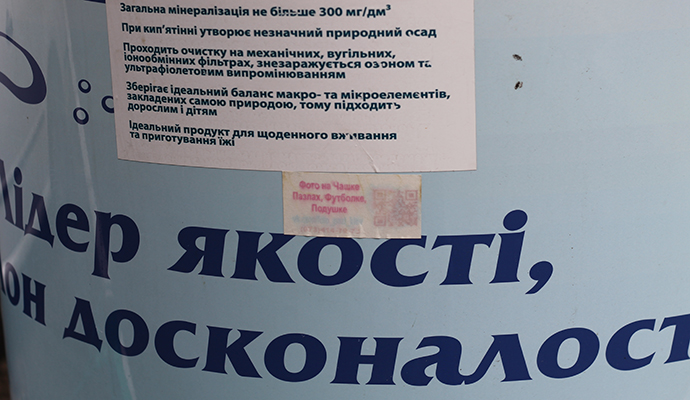 Загальна мінералізація не більше 300 мг/дм³
При кип'ятінні утворює незначний природний осад
Проходить очистку на механічних, вугільних,
іонообмінних фільтрах, знезаражується озоном та
ультрафіолетовим випромінюванням
Зберігає ідеальний баланс макро- та мікроелементів,
закладених самою природою, тому підходить
дорослим і дітям
Ідеальний продукт для щоденного вживання
та приготування їжі
Фото на Чашке
Пазлах, Футболке,
Подушке
Лідер якості,
он досконалост